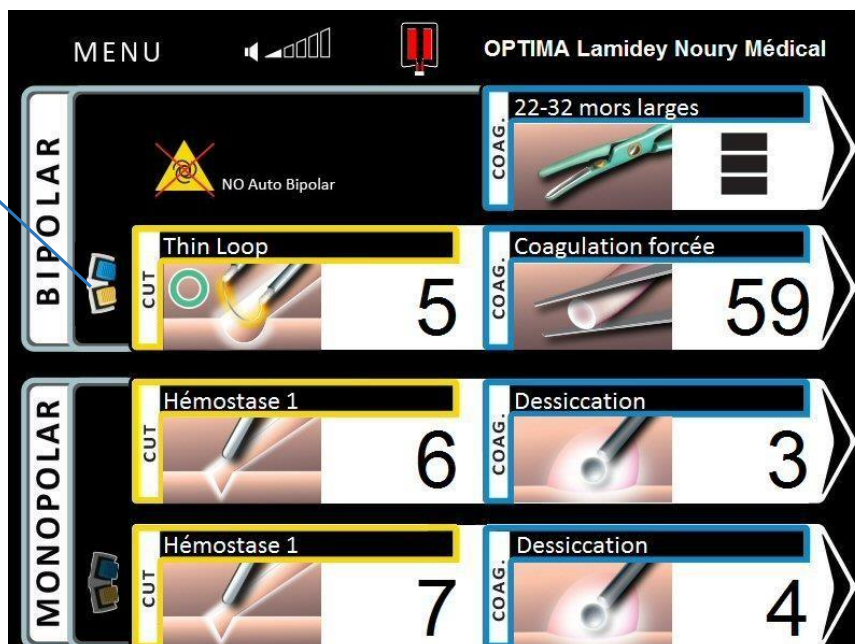 MENU
OPTIMA Lamidey Noury Médical
BIPOLAR
NO Auto Bipolar
COAG.
22-32 mors larges
CUT
Thin Loop
5
COAG.
Coagulation forcée
59
MONOPOLAR
CUT
Hémostase 1
6
COAG.
Dessiccation
3
CUT
Hémostase 1
7
COAG.
Dessiccation
4